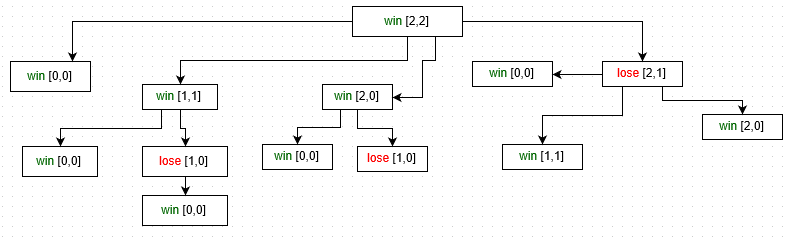 win [2,2]
win [0,0]
win [0,0]
lose [2,1]
win [1,1]
win [2,0]
win [2,0]
win [0,0]
lose [1,0]
win [0,0]
lose [1,0]
win [1,1]
win [0,0]